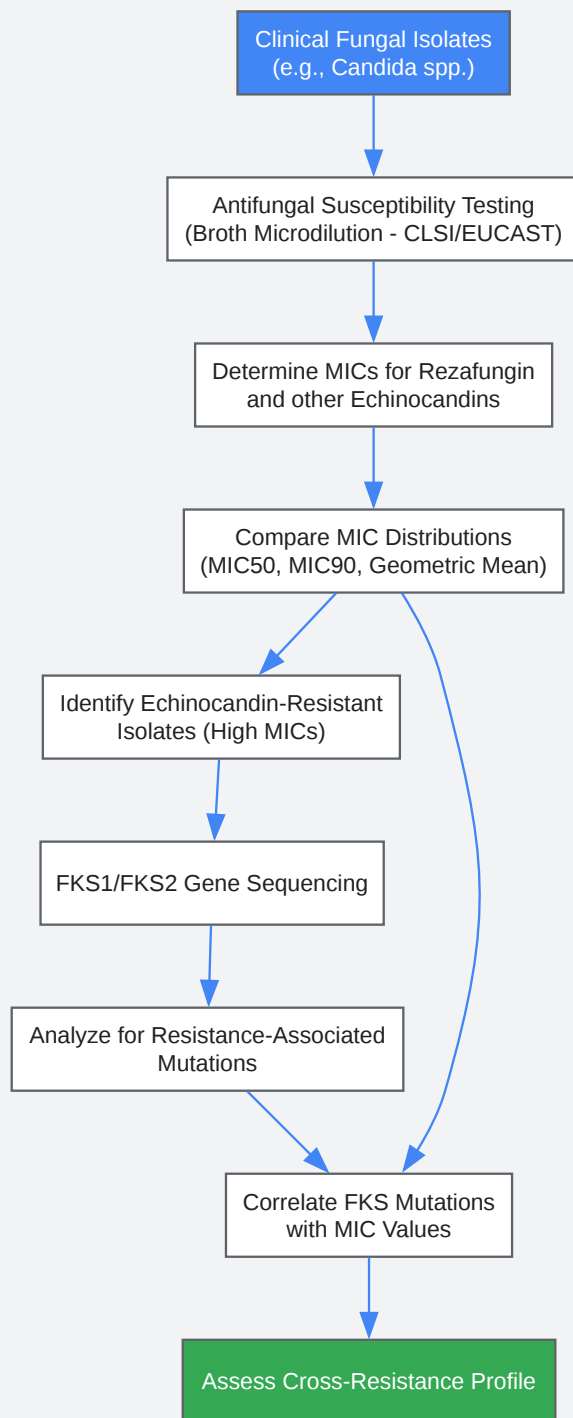 Clinical Fungal Isolates
(e.g., Candida spp.)
Antifungal Susceptibility Testing
(Broth Microdilution - CLSI/EUCAST)
Determine MICs for Rezafungin
and other Echinocandins
Compare MIC Distributions
(MIC50, MIC90, Geometric Mean)
Identify Echinocandin-Resistant
Isolates (High MICs)
FKS1/FKS2 Gene Sequencing
Analyze for Resistance-Associated
Mutations
Correlate FKS Mutations
with MIC Values
Assess Cross-Resistance Profile